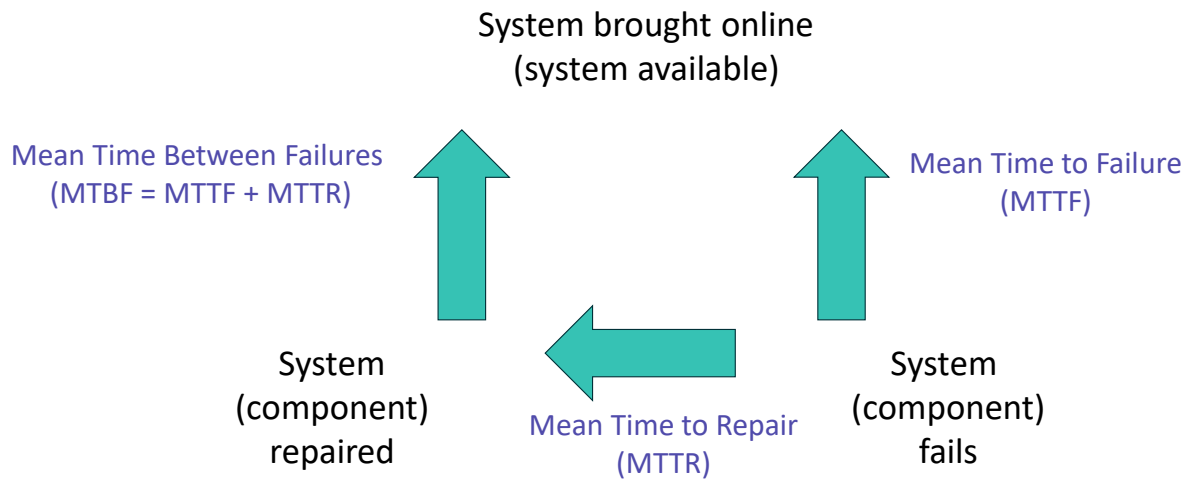 System brought online
(system available)
Mean Time Between Failures
(MTBF = MTTF + MTTR)
Mean Time to Failure
(MTTF)
System
(component)
repaired
Mean Time to Repair
(MTTR)
System
(component)
fails